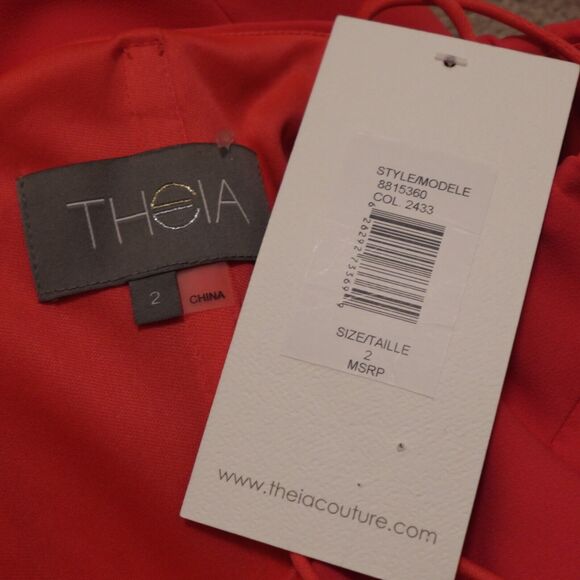 THEIA
2
CHINA
STYLE/MODELE
8815360
COL. 2433
SIZE/TAILLE
2
MSRP
www.theiacouture.com